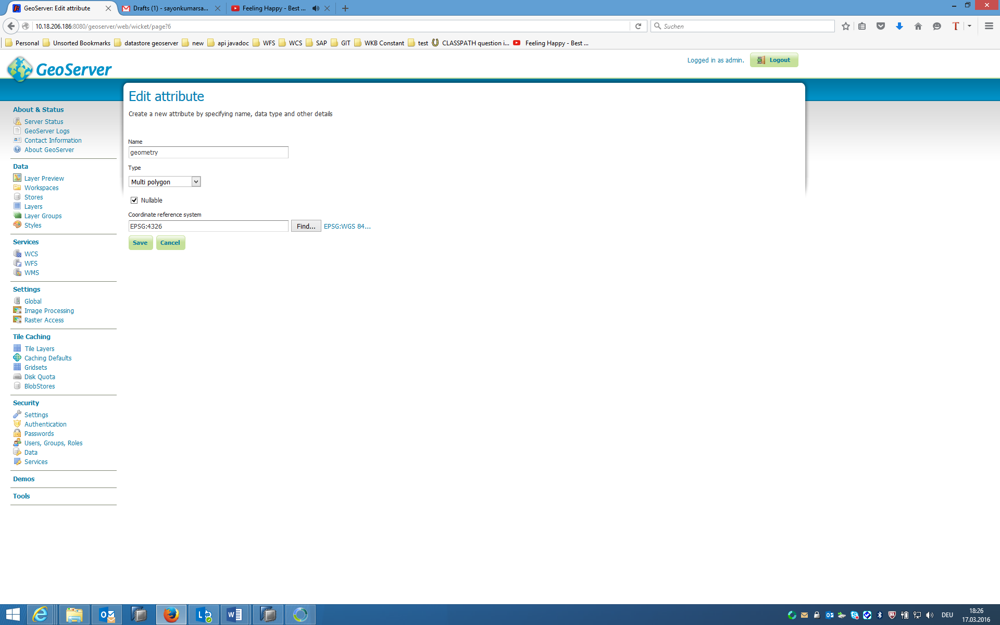 GeoServer: Edit attribute
Drafts (1) - sayonkumarsa...
Feeling Happy - Best ...
10.18.206.186:8080/geoserver/web/wicket/page?6
Suchen
Personal
Unsorted Bookmarks
datastore geoserver
new
api javadoc
WFS
WCS
SAP
GIT
WKB Constant
test
CLASSPATH question i...
Feeling Happy - Best ...
GeoServer
Logged in as admin.
Logout
Edit attribute
Create a new attribute by specifying name, data type and other details
Name
geometry
Type
Multi polygon
Nullable
Coordinate reference system
EPSG:4326
Find...
EPSG:WGS 84...
Save
Cancel
About & Status
Server Status
GeoServer Logs
Contact Information
About GeoServer
Data
Layer Preview
Workspaces
Stores
Layers
Layer Groups
Styles
Services
WCS
WFS
WMS
Settings
Global
Image Processing
Raster Access
Tile Caching
Tile Layers
Caching Defaults
Gridsets
Disk Quota
BlobStores
Security
Settings
Authentication
Passwords
Users, Groups, Roles
Data
Services
Demos
Tools
DEU
18:26
17.03.2016